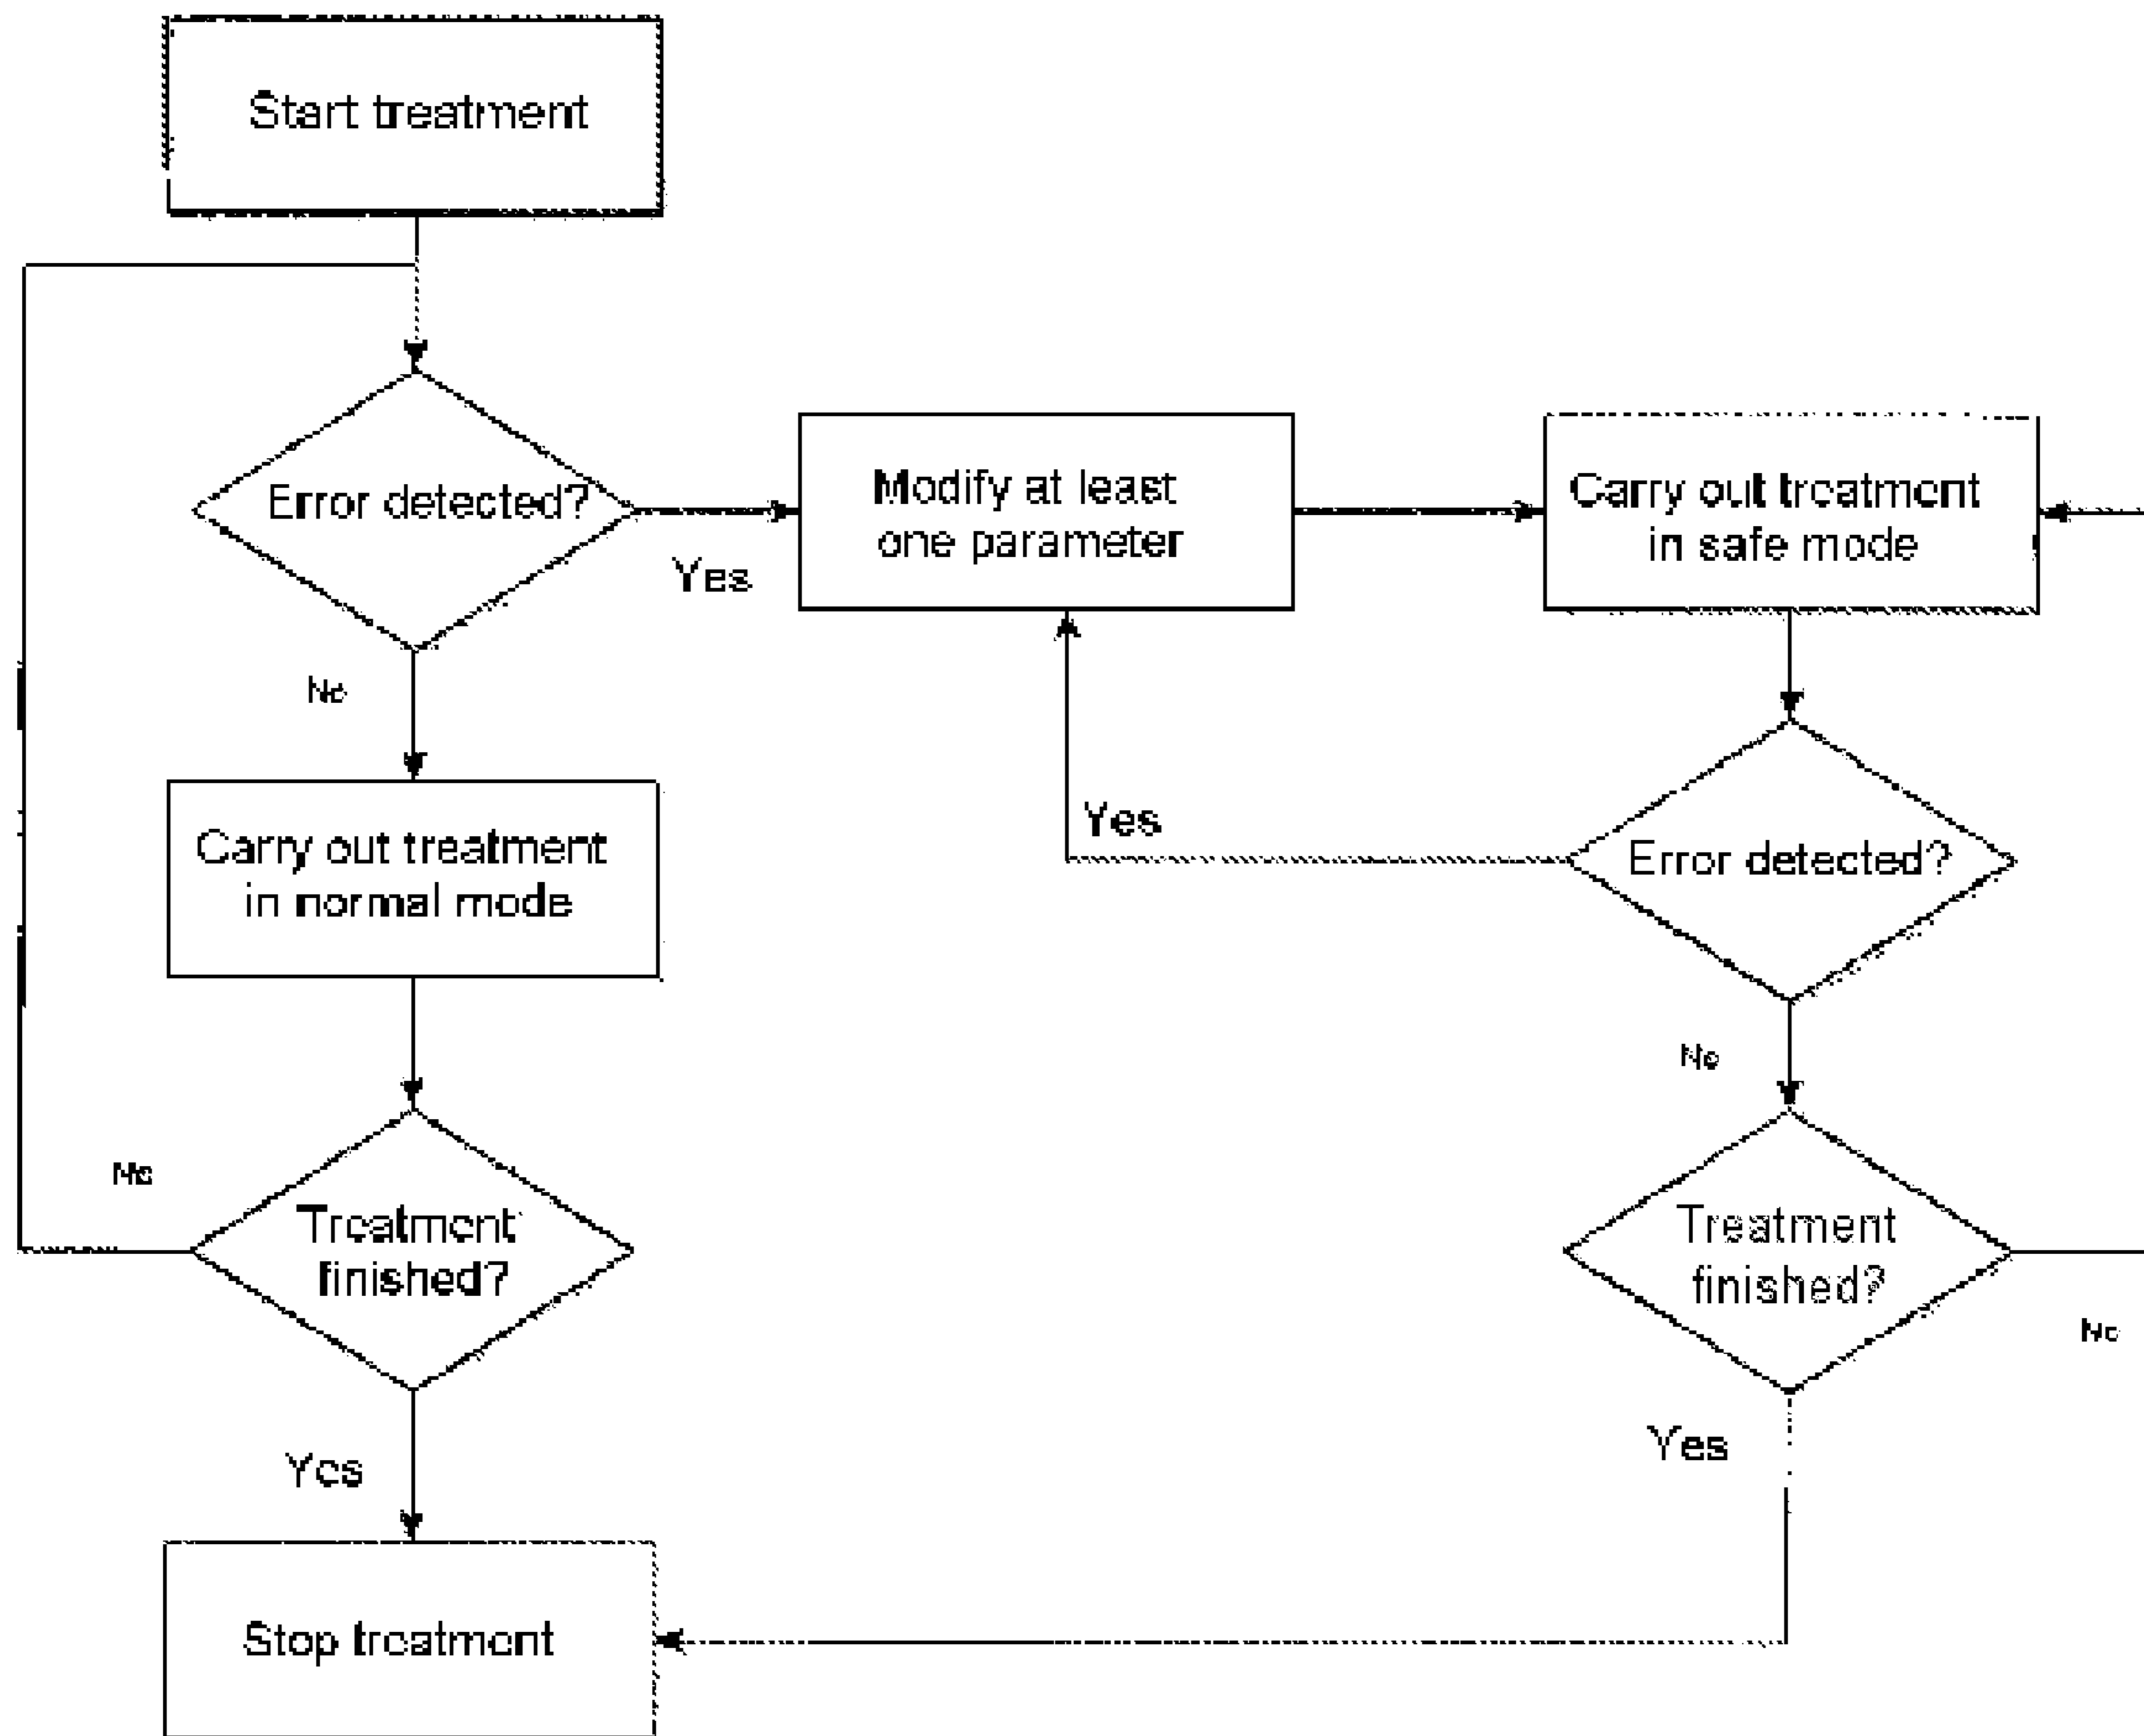 Start treatment
Error detected?
Yes
No
Modify at least
one parameter
Carry out treatment
in safe mode
Carry out treatment
in normal mode
Yes
Error detected?
No
No
Treatment
finished?
Yes
Treatment
finished?
No
Yes
Stop treatment